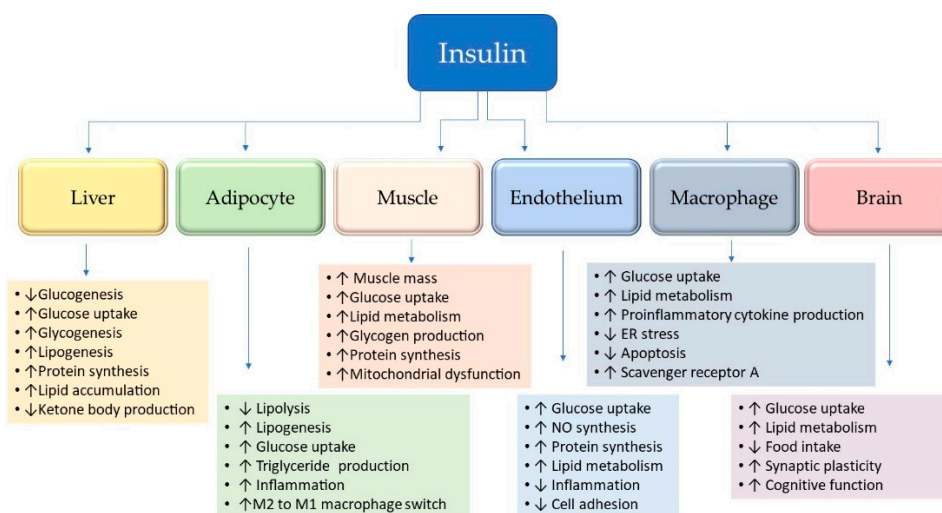 Insulin
Liver
Adipocyte
Muscle
Endothelium
Macrophage
Brain
• ↓Glucogenesis
• ↑Glucose uptake
• ↑Glycogenesis
• ↑Lipogenesis
• ↑Protein synthesis
• ↑Lipid accumulation
• ↓Ketone body production
• ↓ Lipolysis
• ↑ Lipogenesis
• ↑ Glucose uptake
• ↑ Triglyceride production
• ↑ Inflammation
• ↑M2 to M1 macrophage switch
• ↑ Muscle mass
• ↑Glucose uptake
• ↑Lipid metabolism
• ↑Glycogen production
• ↑Protein synthesis
• ↑Mitochondrial dysfunction
• ↑ Glucose uptake
• ↑ NO synthesis
• ↑ Protein synthesis
• ↑ Lipid metabolism
• ↓ Inflammation
• ↓ Cell adhesion
• ↑ Glucose uptake
• ↑ Lipid metabolism
• ↑ Proinflammatory cytokine production
• ↓ ER stress
• ↓ Apoptosis
• ↑ Scavenger receptor A
• ↑ Glucose uptake
• ↑ Lipid metabolism
• ↓ Food intake
• ↑ Synaptic plasticity
• ↑ Cognitive function